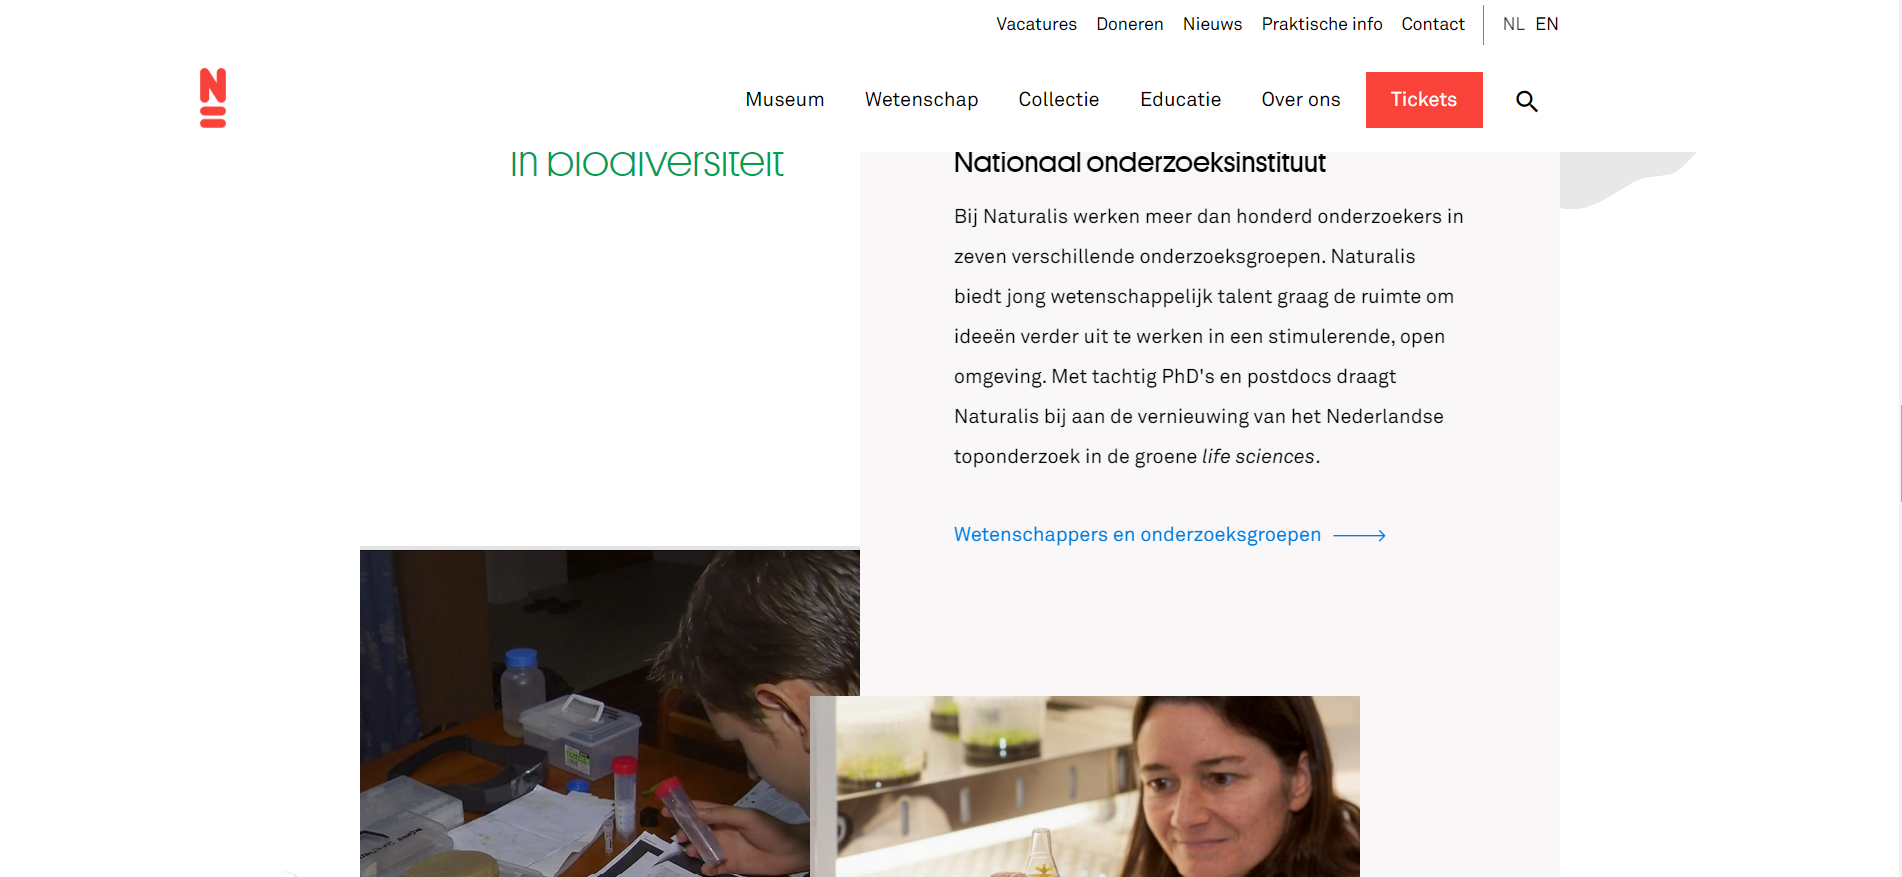 Vacatures Doneren Nieuws Praktische info Contact NL EN
Museum Wetenschap Collectie Educatie Over ons Tickets
in biodiversiteit
Nationaal onderzoeksinstituut
Bij Naturalis werken meer dan honderd onderzoekers in
zeven verschillende onderzoeksgroepen. Naturalis
biedt jong wetenschappelijk talent graag de ruimte om
ideeën verder uit te werken in een stimulerende, open
omgeving. Met tachtig PhD's en postdocs draagt
Naturalis bij aan de vernieuwing van het Nederlandse
toponderzoek in de groene life sciences.
Wetenschappers en onderzoeksgroepen